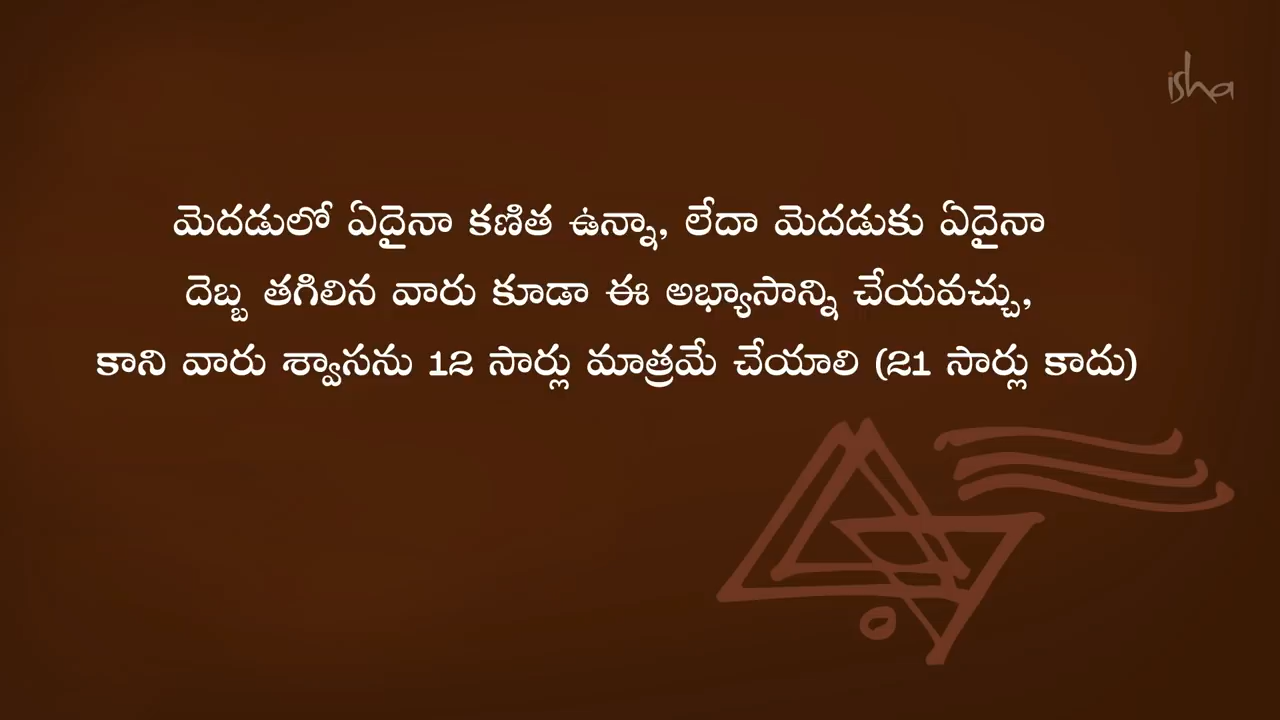 isha
మెదడులో ఏదైనా కణిత ఉన్నా, లేదా మెదడుకు ఏదైనా
దెబ్బ తగిలిన వారు కూడా ఈ అభ్యాసాన్ని చేయవచ్చు,
కాని వారు శ్వాసను 12 సార్లు మాత్రమే చేయాలి (21 సార్లు కాదు)